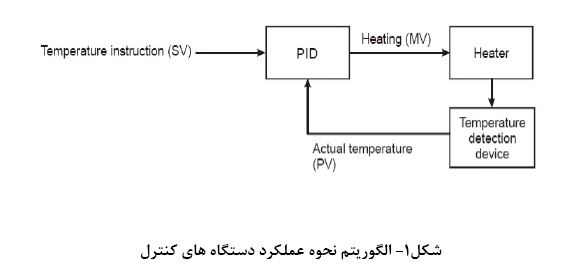 Temperature instruction (SV)
PID
Heating (MV)
Heater
Temperature
detection
device
Actual temperature
(PV)
شکل۱- الگوریتم نحوه عملکرد دستگاه های کنترل